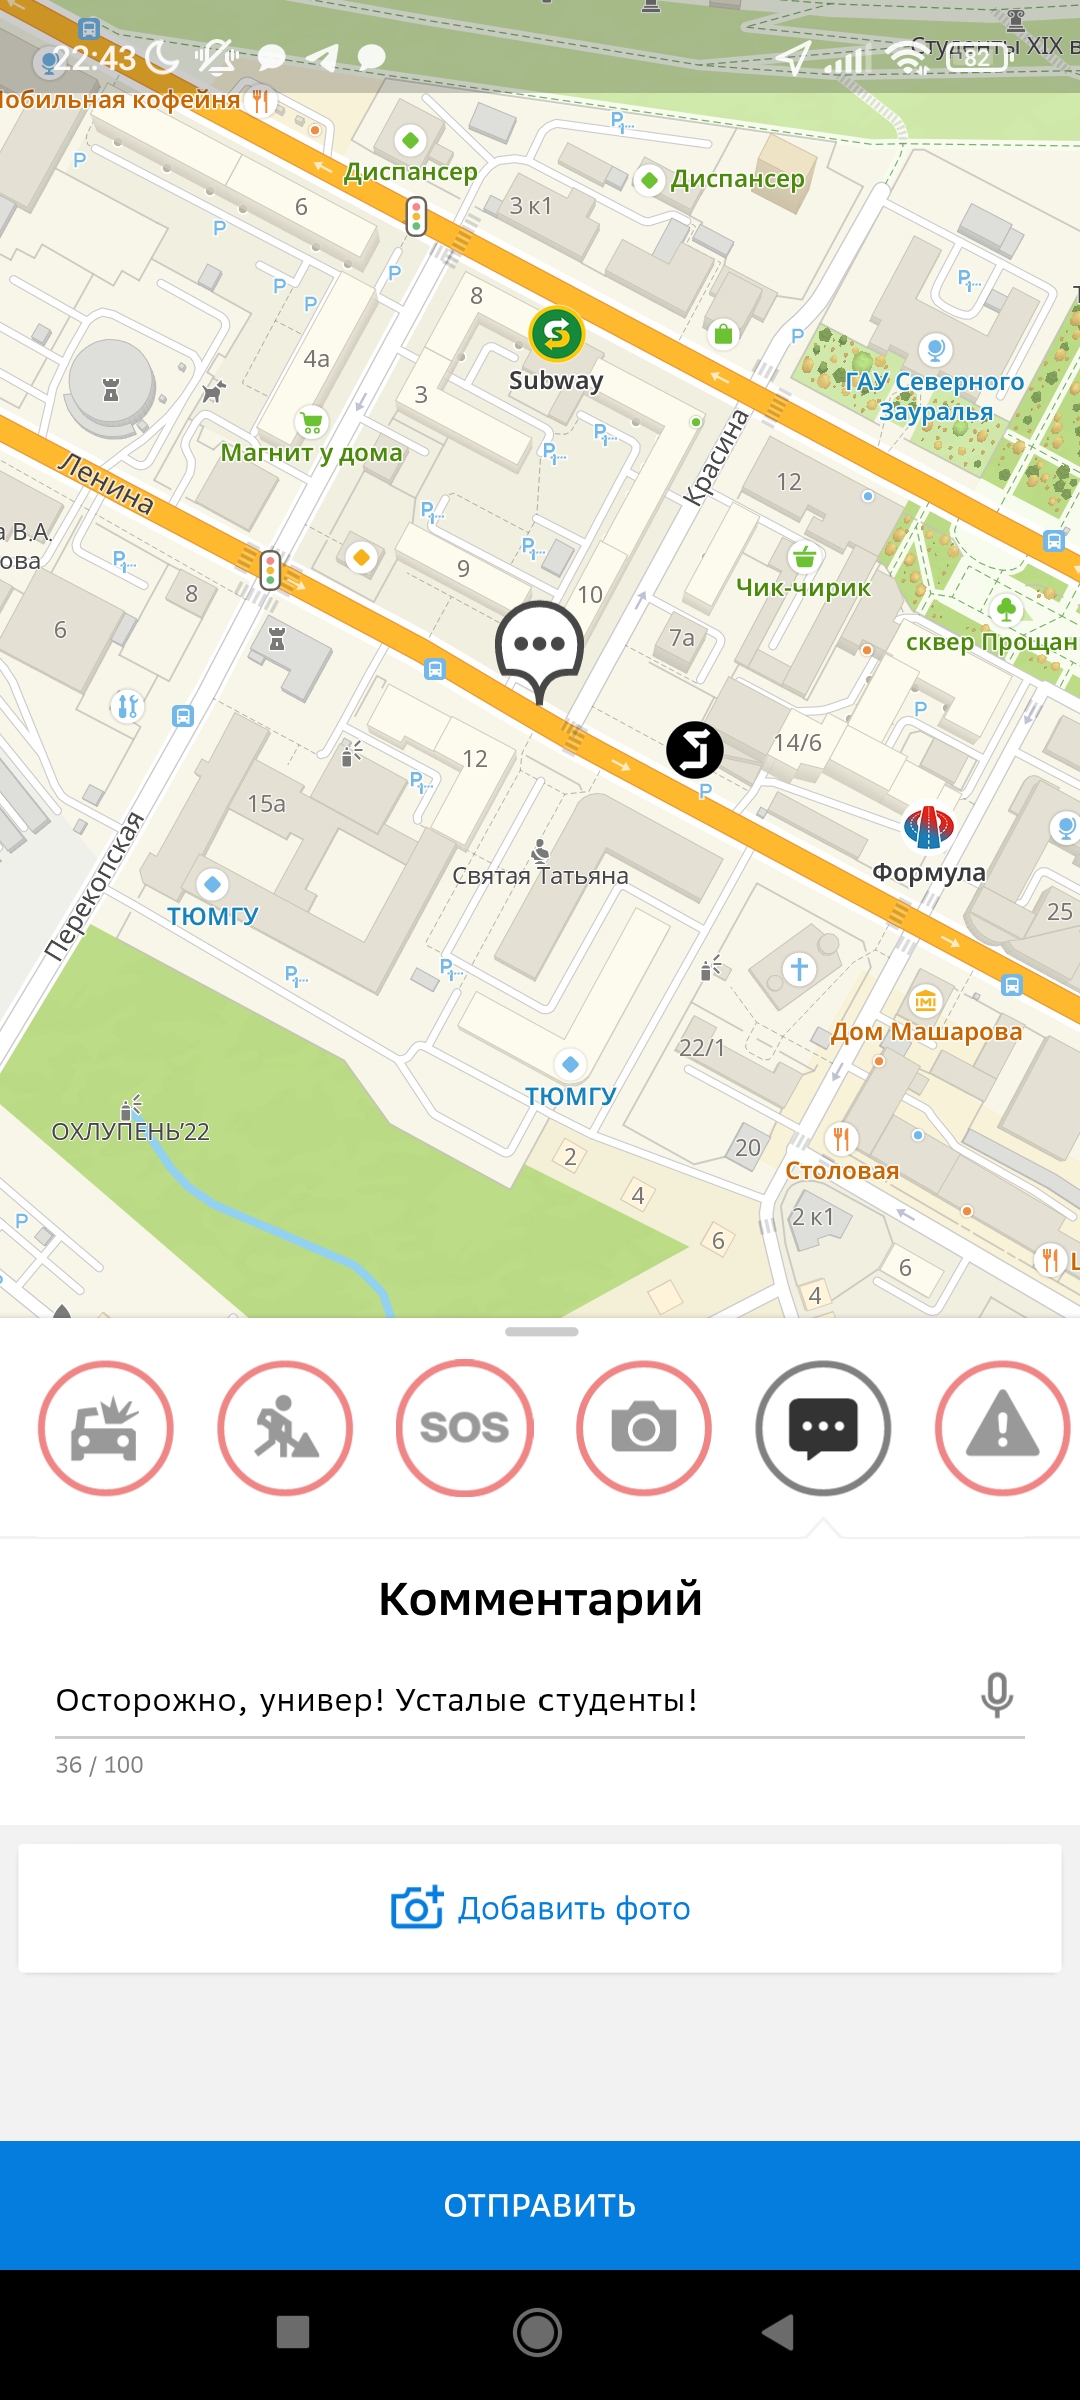 22:43
82
Студенты XIX в
Мобильная кофейня
P
P
Диспансер
Диспансер
6
3 к1
P
P
P
P
P
P
8
P
4а
Subway
3
ГАУ Северного
Зауралья
Магнит у дома
Красина
P
P
Ленина
12
P
а В.А.
ова
P
P
9
Чик-чирик
8
10
6
7а
сквер Прощан
P
12
14/6
P
P
15а
Перекопская
Святая Татьяна
Формула
25
ТЮМГУ
P
P
Дом Машарова
22/1
ТЮМГУ
ОХЛУПЕНЬ'22
20
2
Столовая
4
2 к1
P
6
6
4
SOS
Комментарий
Осторожно, универ! Усталые студенты!
36 / 100
Добавить фото
ОТПРАВИТЬ